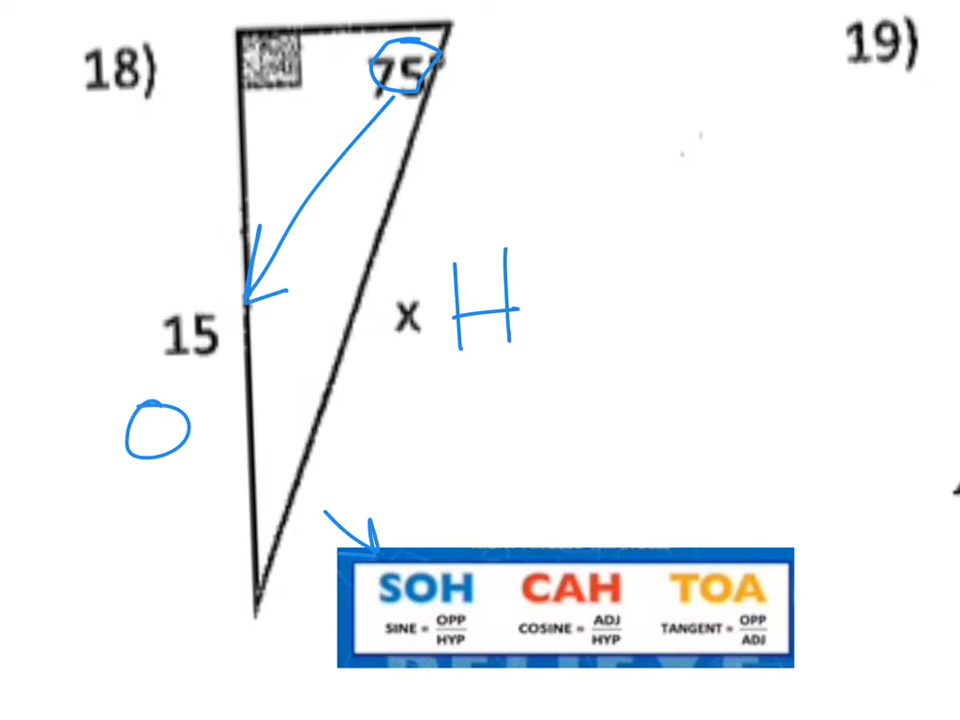 18)
19)
75°
15
x H
O
SOH CAH TOA
SINE = OPP/HYP COSINE = ADJ/HYP TANGENT = OPP/ADJ